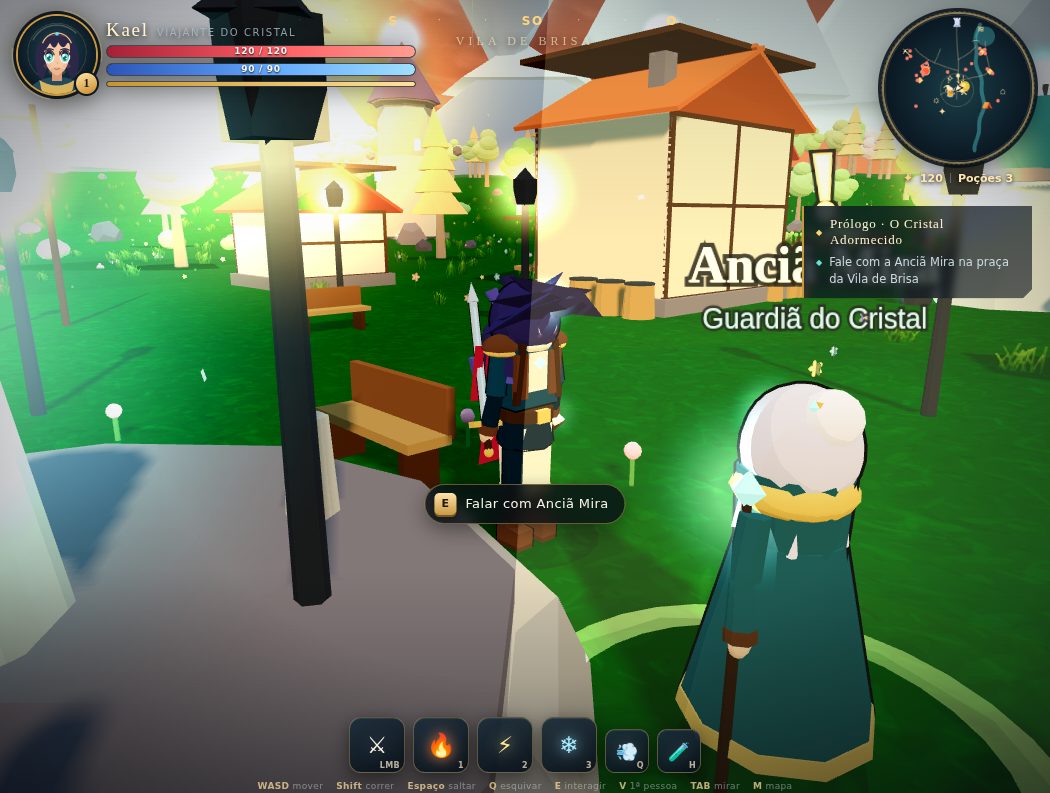 Kael VIAJANTE DO CRISTAL
120 / 120
90 / 90
1
S SO O
VILA DE BRISA
120 Poções 3
Prólogo · O Cristal
Adormecido
Fale com a Anciã Mira na praça
da Vila de Brisa
Anciã
Guardiã do Cristal
E Falar com Anciã Mira
LMB 1 2 3 Q H
WASD mover Shift correr Espaço saltar Q esquivar E interagir V 1ª pessoa TAB mirar M mapa